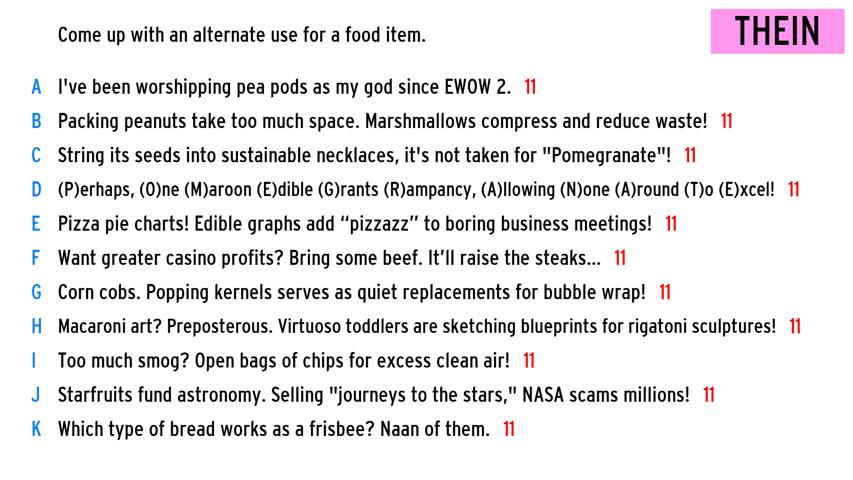 Come up with an alternate use for a food item.
THEIN
A I've been worshipping pea pods as my god since EWOW 2. 11
B Packing peanuts take too much space. Marshmallows compress and reduce waste! 11
C String its seeds into sustainable necklaces, it's not taken for "Pomegranate"! 11
D (P)erhaps, (O)ne (M)aroon (E)dible (G)rants (R)ampancy, (A)llowing (N)one (A)round (T)o (E)xcel! 11
E Pizza pie charts! Edible graphs add “pizzazz” to boring business meetings! 11
F Want greater casino profits? Bring some beef. It’ll raise the steaks... 11
G Corn cobs. Popping kernels serves as quiet replacements for bubble wrap! 11
H Macaroni art? Preposterous. Virtuoso toddlers are sketching blueprints for rigatoni sculptures! 11
I Too much smog? Open bags of chips for excess clean air! 11
J Starfruits fund astronomy. Selling "journeys to the stars," NASA scams millions! 11
K Which type of bread works as a frisbee? Naan of them. 11